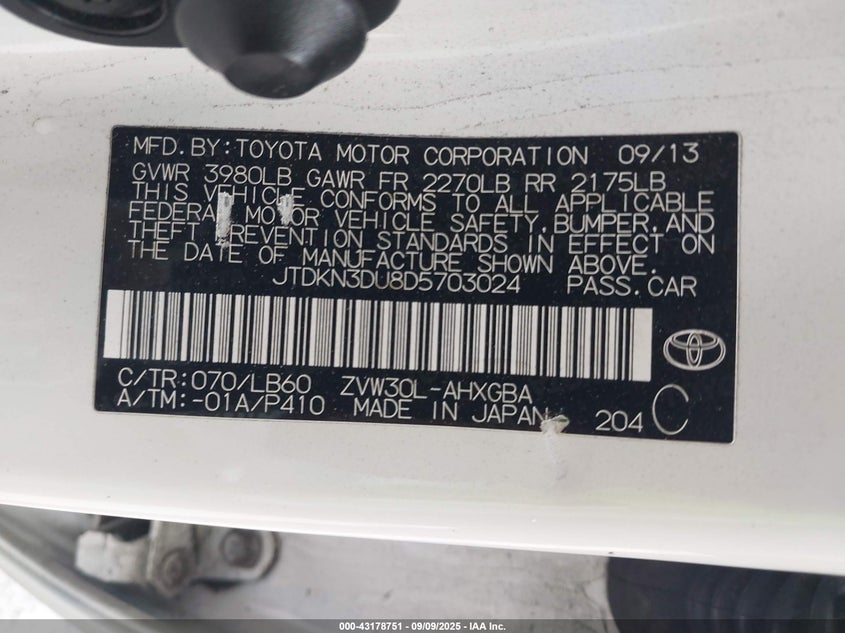 MFD.BY:TOYOTA MOTOR CORPORATION 09/13
GVWR 3980LB GAWR FR 2270LB RR 2175LB
THIS VEHICLE CONFORMS TO ALL APPLICABLE
FEDERAL MOTOR VEHICLE SAFETY,BUMPER,AND
THEFT PREVENTION STANDARDS IN EFFECT ON
THE DATE OF MANUFACTURE SHOWN ABOVE.
JTDKN3DU8D5703024 PASS.CAR
C/TR:070/LB60 ZVW30L-AHXGBA
A/TM:-01A/P410 MADE IN JAPAN 204 C
000-43178751 - 09/09/2025 - IAA Inc.